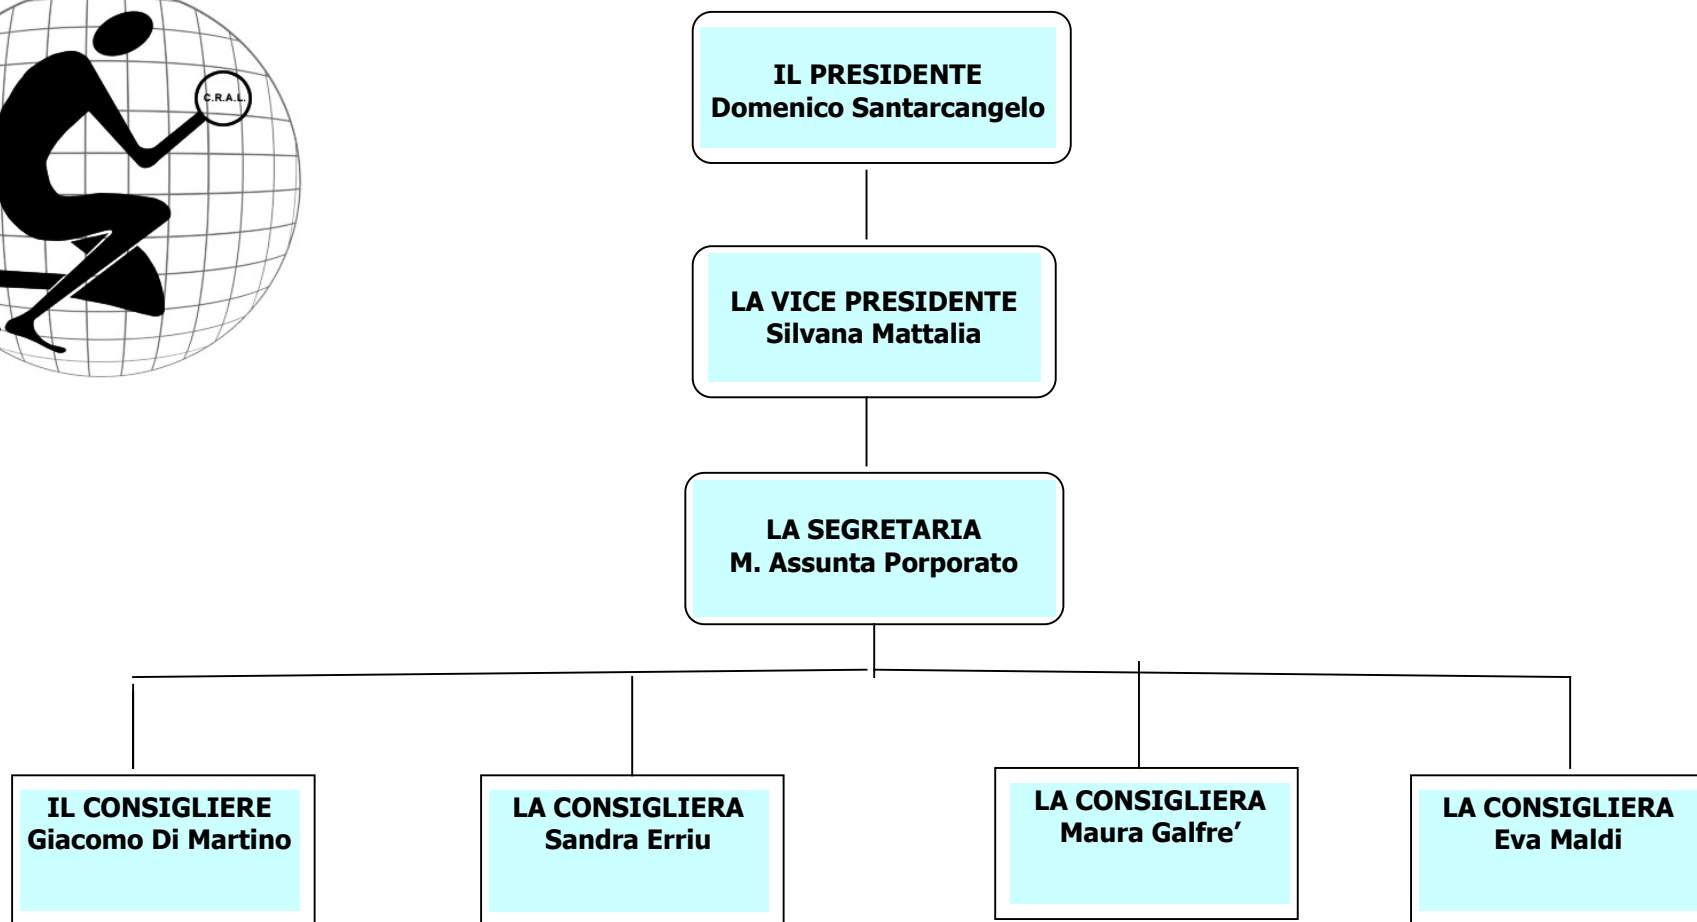 C.R.A.L.
IL PRESIDENTE
Domenico Santarcangelo
LA VICE PRESIDENTE
Silvana Mattalia
LA SEGRETARIA
M. Assunta Porporato
IL CONSIGLIERE
Giacomo Di Martino
LA CONSIGLIERA
Sandra Erriu
LA CONSIGLIERA
Maura Galfre’
LA CONSIGLIERA
Eva Maldi